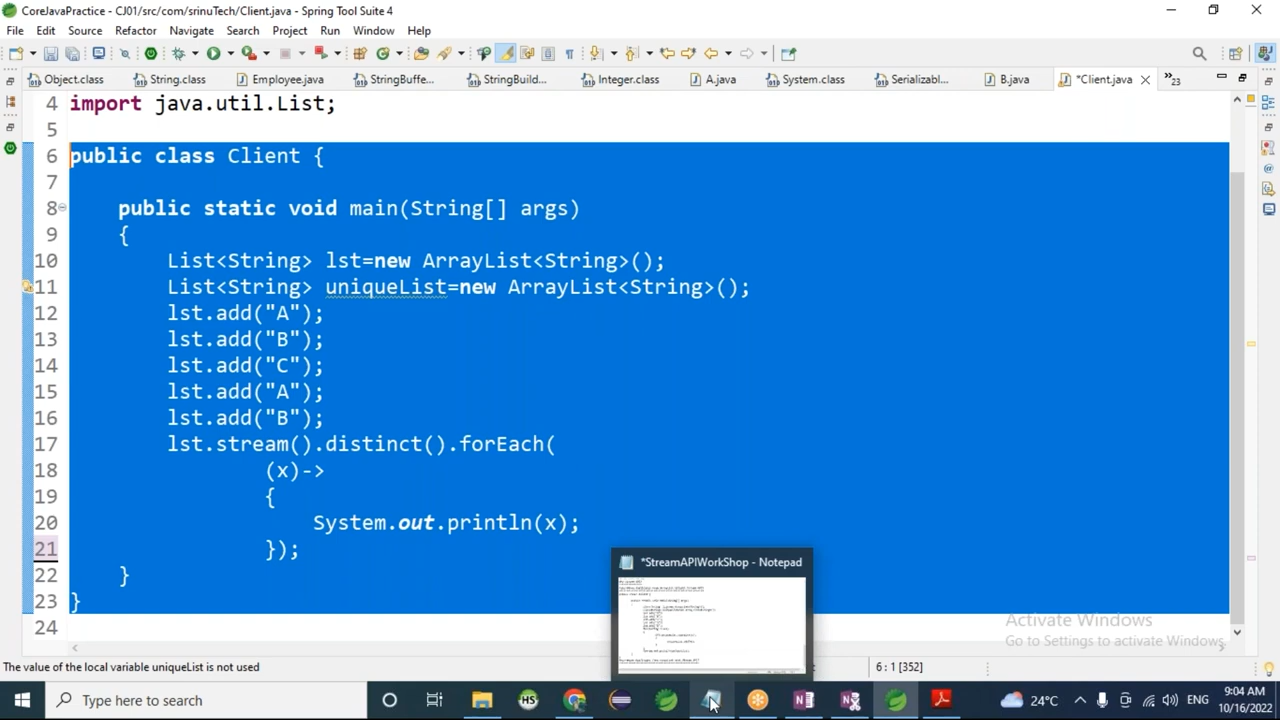 CoreJavaPractice - CJ01/src/com/srinuTech/Client.java - Spring Tool Suite 4
File Edit Source Refactor Navigate Search Project Run Window Help
Object.class String.class Employee.java StringBuffe... StringBuild... Integer.class A.java System.class Serializabl... B.java *Client.java »23
4 import java.util.List;
5
6 public class Client {
7
8 public static void main(String[] args)
9 {
10 List<String> lst=new ArrayList<String>();
11 List<String> uniqueList=new ArrayList<String>();
12 lst.add("A");
13 lst.add("B");
14 lst.add("C");
15 lst.add("A");
16 lst.add("B");
17 lst.stream().distinct().forEach(
18 (x)->
19 {
20 System.out.println(x);
21 });
22 }
23 }
24
*StreamAPIWorkShop - Notepad
Activate Windows
Go to Settings to Activate Windows.
The value of the local variable uniqueList is not used
6 : 1 [352]
Type here to search
HS
24°C
ENG
9:04 AM
10/16/2022